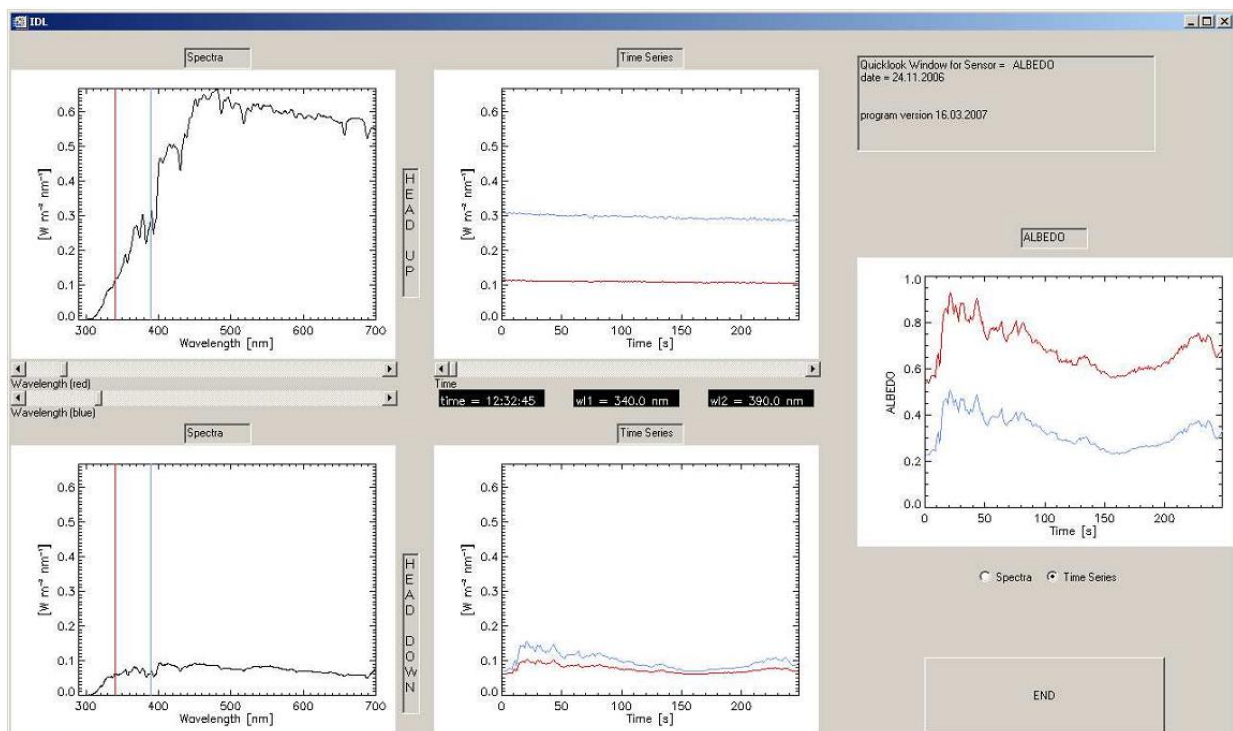 IDL
Spectra
0.6
0.5
0.4
0.3
0.2
0.1
0.0
[W m⁻² nm⁻¹]
300 400 500 600 700
Wavelength [nm]
HEAD UP
Time Series
0.6
0.5
0.4
0.3
0.2
0.1
0.0
[W m⁻² nm⁻¹]
0 50 100 150 200
Time [s]
Quicklook Window for Sensor = ALBEDO
date = 24.11.2006
program version 16.03.2007
Wavelength (red)
Wavelength (blue)
Time
time = 12:32:45
wl1 = 340.0 nm
wl2 = 390.0 nm
ALBEDO
1.0
0.8
0.6
0.4
0.2
0.0
ALBEDO
0 50 100 150 200
Time [s]
Spectra
Time Series
Spectra
0.6
0.5
0.4
0.3
0.2
0.1
0.0
[W m⁻² nm⁻¹]
300 400 500 600 700
Wavelength [nm]
HEAD DOWN
Time Series
0.6
0.5
0.4
0.3
0.2
0.1
0.0
[W m⁻² nm⁻¹]
0 50 100 150 200
Time [s]
END